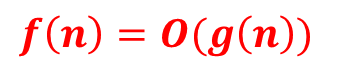 f(n) = O(g(n))